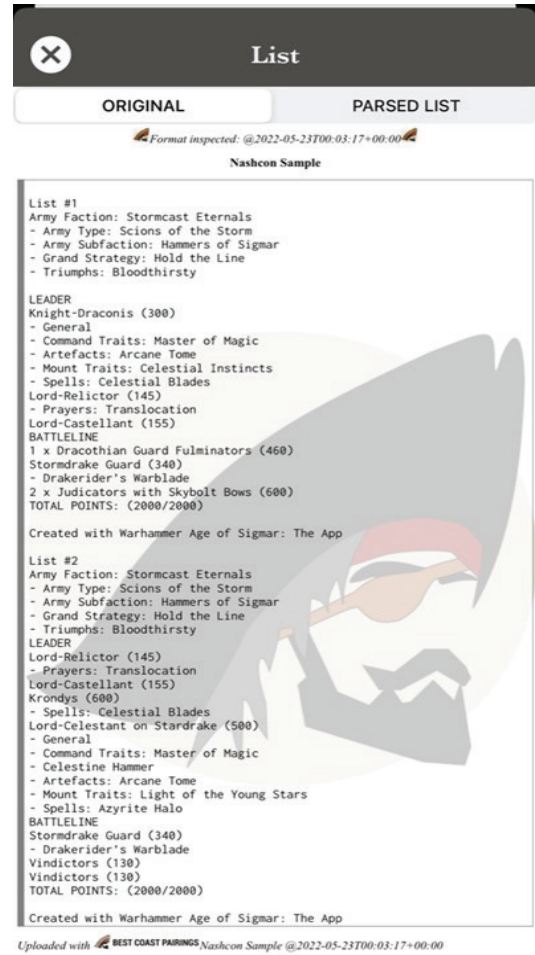 List
ORIGINAL
PARSED LIST
Format inspected: @2022-05-23T00:03:17+00:00
Nashcon Sample
List #1
Army Faction: Stormcast Eternals
- Army Type: Scions of the Storm
- Army Subfaction: Hammers of Sigmar
- Grand Strategy: Hold the Line
- Triumphs: Bloodthirsty
LEADER
Knight-Draconis (300)
- General
- Command Traits: Master of Magic
- Artefacts: Arcane Tome
- Mount Traits: Celestial Instincts
- Spells: Celestial Blades
Lord-Relictor (145)
- Prayers: Translocation
Lord-Castellant (155)
BATTLELINE
1 x Dracothian Guard Fulminators (460)
Stormdrake Guard (340)
- Drakerider's Warblade
2 x Judicators with Skybolt Bows (600)
TOTAL POINTS: (2000/2000)
Created with Warhammer Age of Sigmar: The App
List #2
Army Faction: Stormcast Eternals
- Army Type: Scions of the Storm
- Army Subfaction: Hammers of Sigmar
- Grand Strategy: Hold the Line
- Triumphs: Bloodthirsty
LEADER
Lord-Relictor (145)
- Prayers: Translocation
Lord-Castellant (155)
Krondys (600)
- Spells: Celestial Blades
Lord-Celestant on Stardrake (500)
- General
- Command Traits: Master of Magic
- Celestine Hammer
- Artefacts: Arcane Tome
- Mount Traits: Light of the Young Stars
- Spells: Azyrite Halo
BATTLELINE
Stormdrake Guard (340)
- Drakerider's Warblade
Vindictors (130)
Vindictors (130)
TOTAL POINTS: (2000/2000)
Created with Warhammer Age of Sigmar: The App
Uploaded with BEST COAST PAIRINGS Nashcon Sample @2022-05-23T00:03:17+00:00